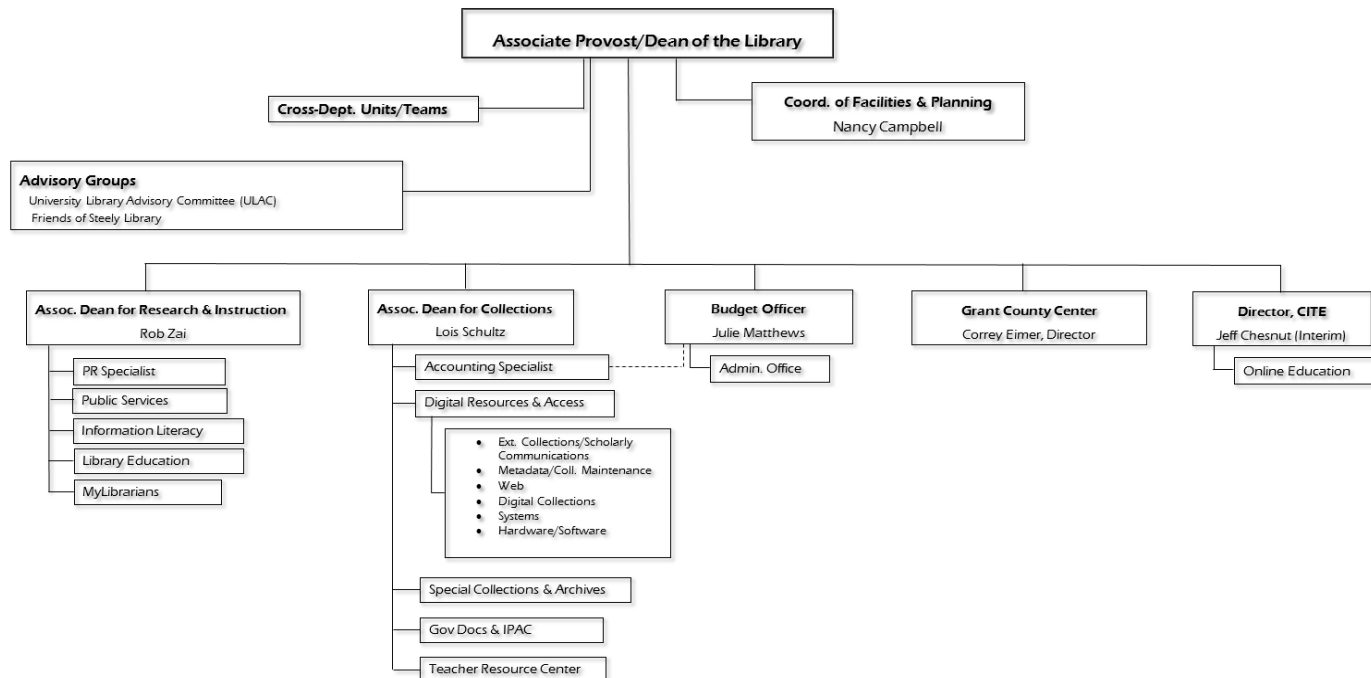 Associate Provost/Dean of the Library
Cross-Dept. Units/Teams
Coord. of Facilities & Planning
Nancy Campbell
Advisory Groups
University Library Advisory Committee (ULAC)
Friends of Steely Library
Assoc. Dean for Research & Instruction
Rob Zai
Assoc. Dean for Collections
Lois Schultz
Budget Officer
Julie Matthews
Grant County Center
Correy Eimer, Director
Director, CITE
Jeff Chesnut (Interim)
PR Specialist
Public Services
Information Literacy
Library Education
MyLibrarians
Accounting Specialist
Digital Resources & Access
• Ext. Collections/Scholarly
Communications
• Metadata/Coll. Maintenance
• Web
• Digital Collections
• Systems
• Hardware/Software
Special Collections & Archives
Gov Docs & IPAC
Teacher Resource Center
Admin. Office
Online Education